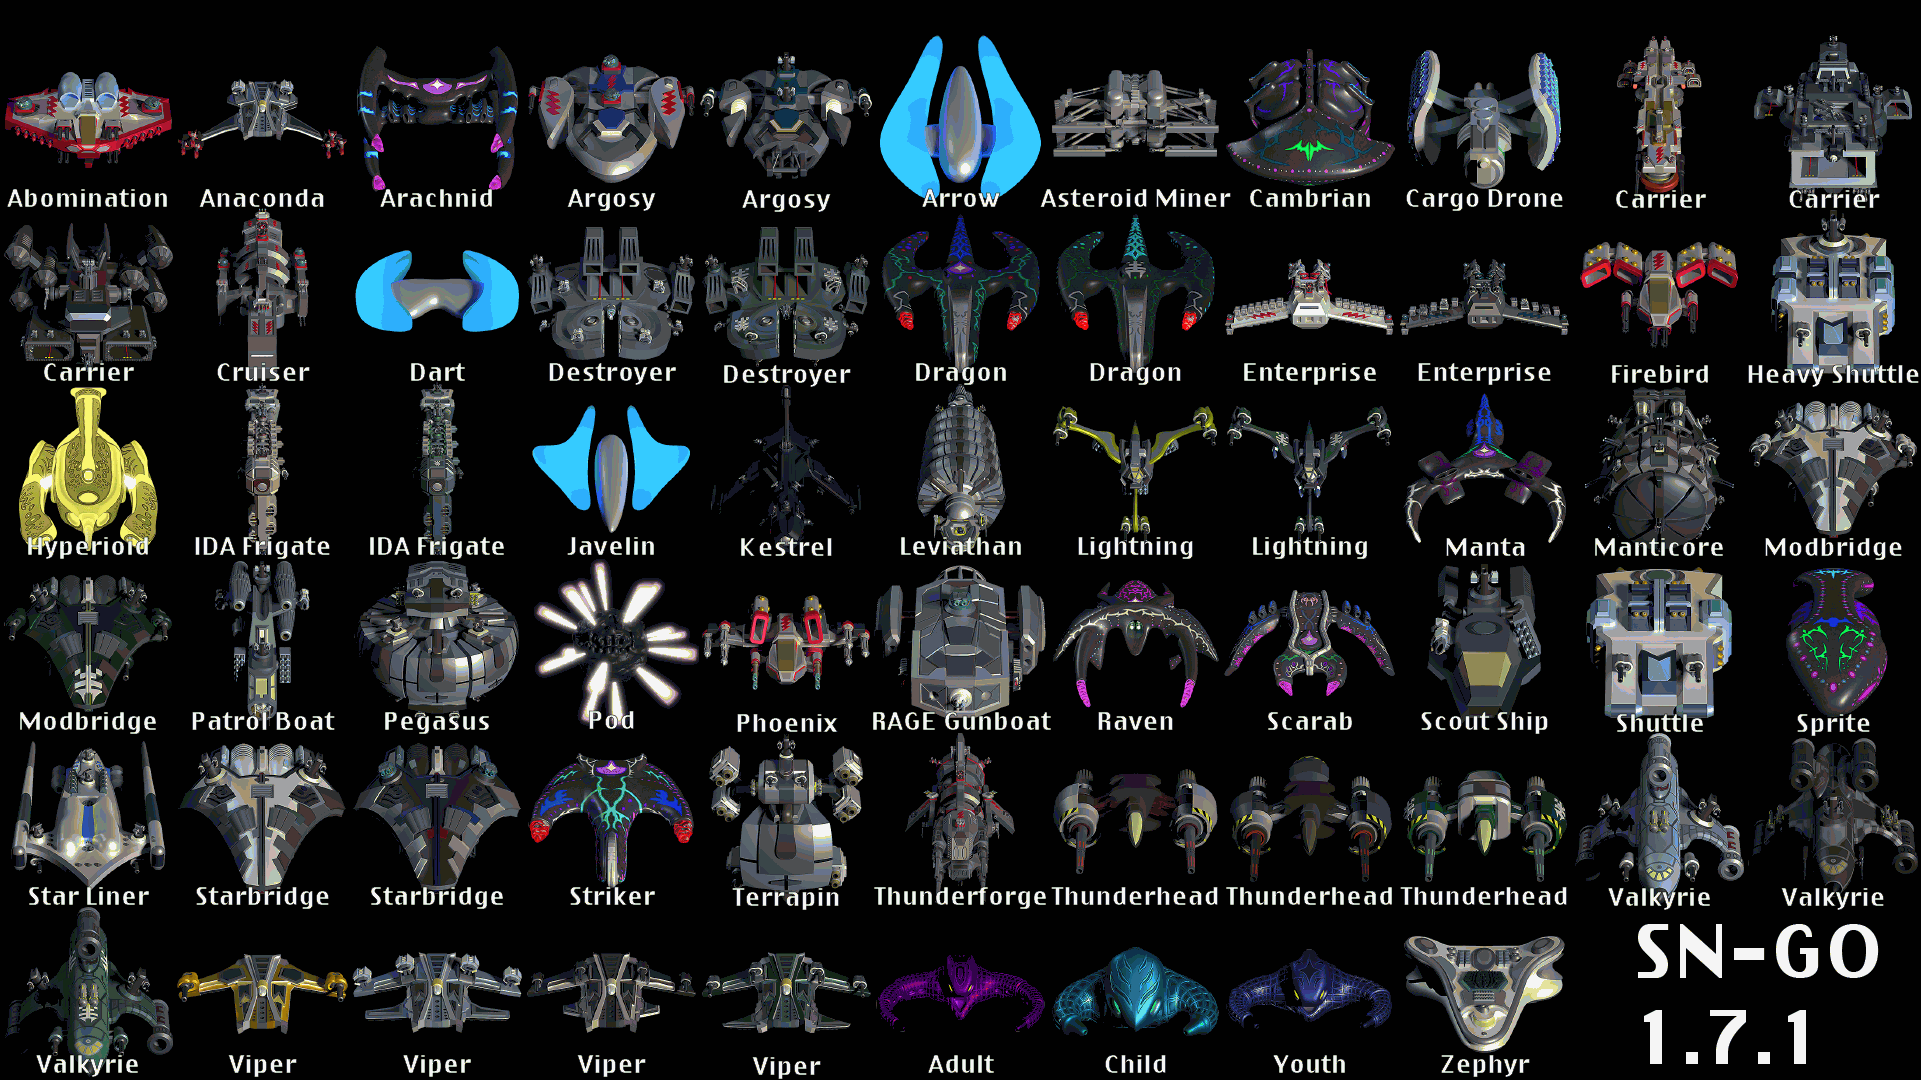 Abomination Anaconda Arachnid Argosy Argosy Arrow Asteroid Miner Cambrian Cargo Drone Carrier Carrier
Carrier Cruiser Dart Destroyer Destroyer Dragon Dragon Enterprise Enterprise Firebird Heavy Shuttle
Hyperioid IDA Frigate IDA Frigate Javelin Kestrel Leviathan Lightning Lightning Manta Manticore Modbridge
Modbridge Patrol Boat Pegasus Pod Phoenix RAGE Gunboat Raven Scarab Scout Ship Shuttle Sprite
Star Liner Starbridge Starbridge Striker Terrapin Thunderforge Thunderhead Thunderhead Thunderhead Valkyrie Valkyrie
SN-GO
1.7.1
Valkyrie Viper Viper Viper Viper Adult Child Youth Zephyr